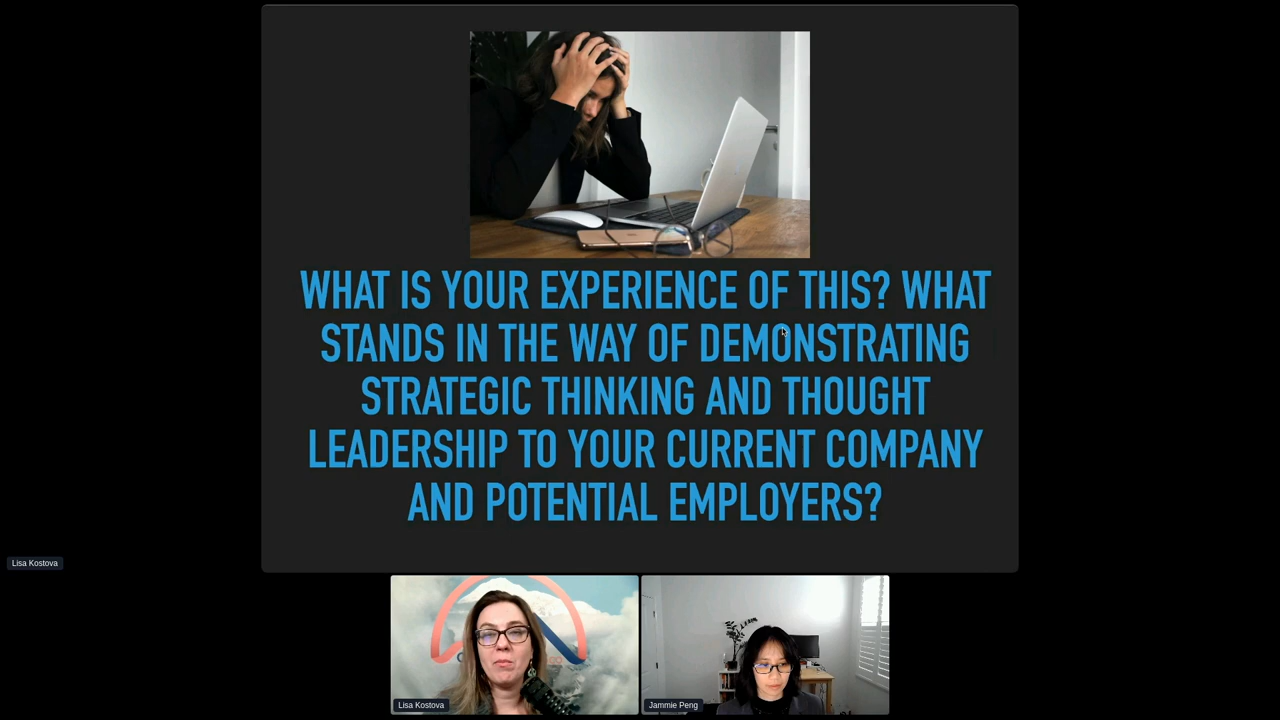 WHAT IS YOUR EXPERIENCE OF THIS? WHAT
STANDS IN THE WAY OF DEMONSTRATING
STRATEGIC THINKING AND THOUGHT
LEADERSHIP TO YOUR CURRENT COMPANY
AND POTENTIAL EMPLOYERS?
Lisa Kostova
Lisa Kostova
Jammie Peng